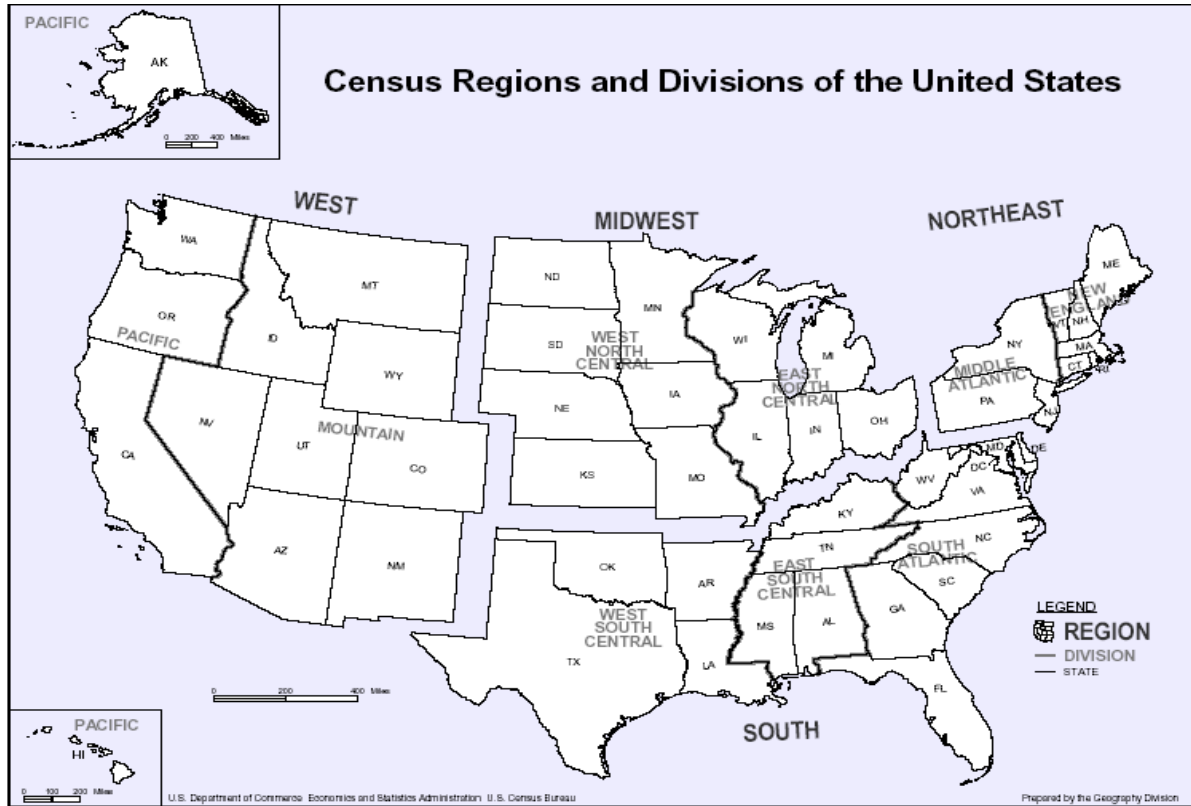 PACIFIC
AK
0 200 400 Miles
Census Regions and Divisions of the United States
WEST
MIDWEST
NORTHEAST
WA
MT
ND
MN
ME
OR
PACIFIC
ID
SD
WEST
NORTH
CENTRAL
WI
MI
NY
VT
NH
NEW
ENGLAND
MA
CT
RI
WY
NE
IA
EAST
NORTH
CENTRAL
MIDDLE
ATLANTIC
PA
NJ
NV
UT
MOUNTAIN
CO
CA
KS
MO
IL
IN
OH
MD
DE
DC
WV
VA
KY
AZ
NM
OK
AR
TN
EAST
SOUTH
CENTRAL
SOUTH
ATLANTIC
NC
SC
WEST
SOUTH
CENTRAL
TX
LA
MS
AL
GA
FL
LEGEND
REGION
DIVISION
STATE
0 200 400 Miles
SOUTH
PACIFIC
HI
0 100 200 Miles
U.S. Department of Commerce Economics and Statistics Administration U.S. Census Bureau
Prepared by the Geography Division